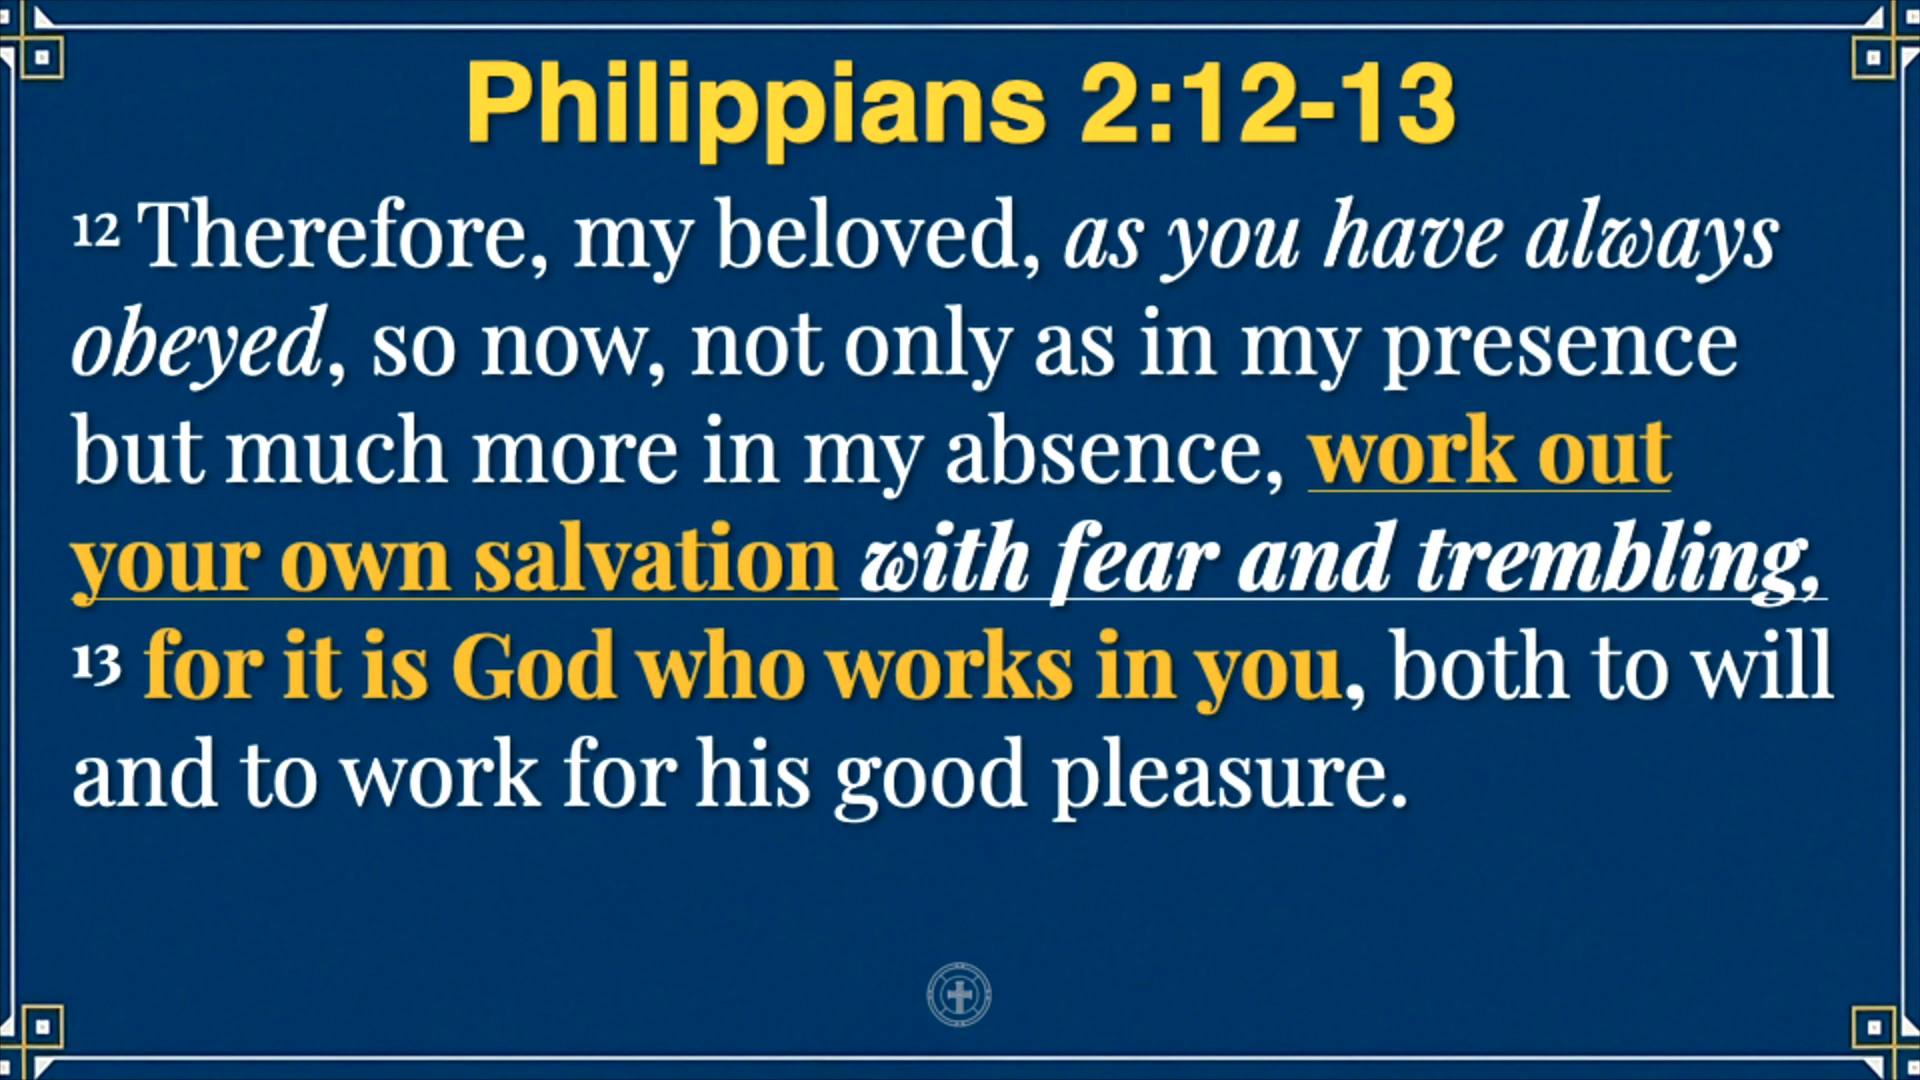 Philippians 2:12-13
12 Therefore, my beloved, as you have always
obeyed, so now, not only as in my presence
but much more in my absence, work out
your own salvation with fear and trembling,
13 for it is God who works in you, both to will
and to work for his good pleasure.